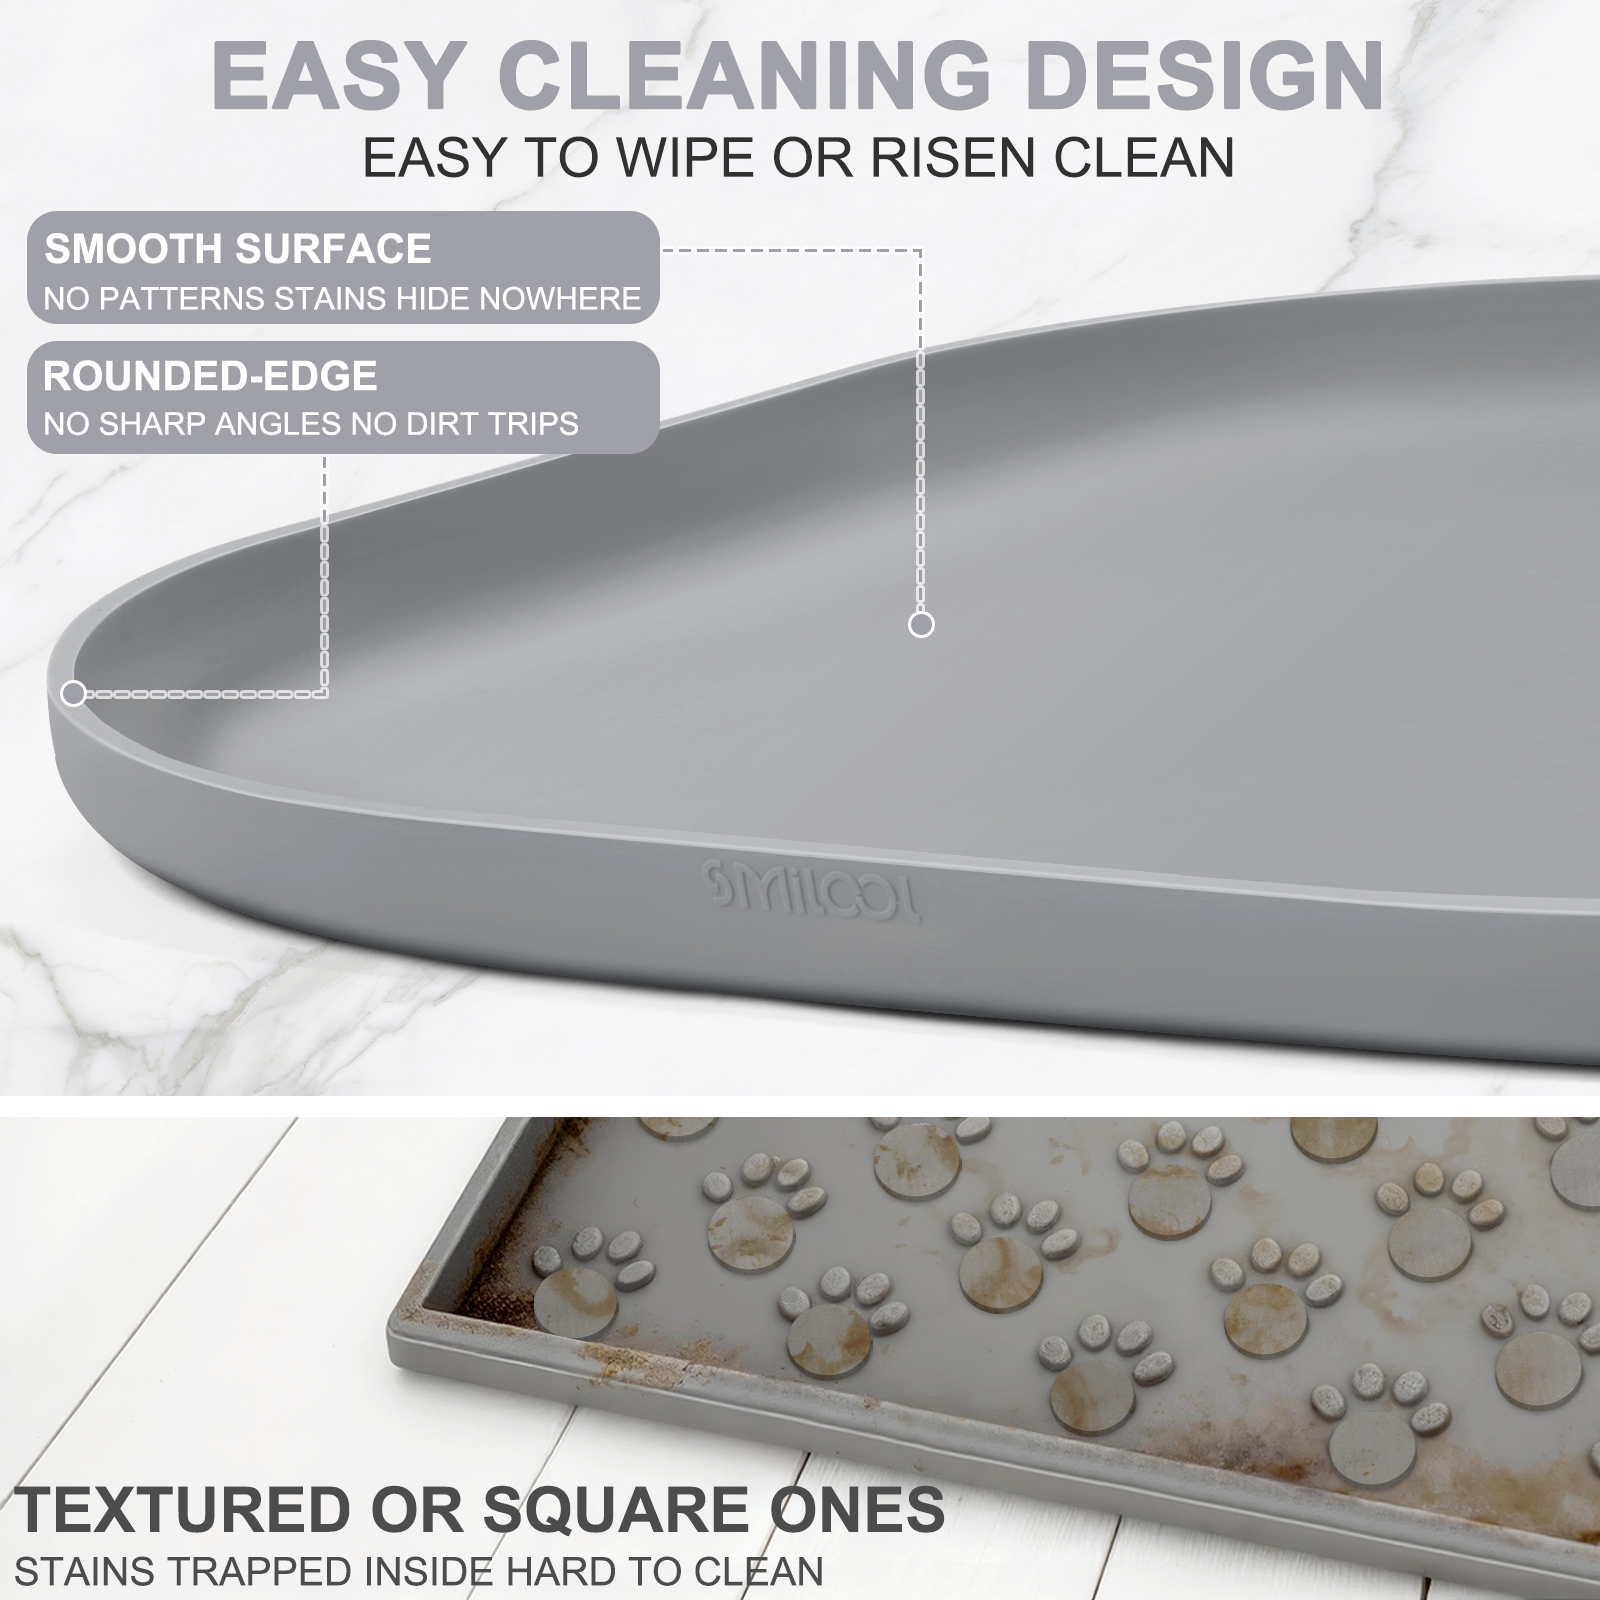 EASY CLEANING DESIGN
EASY TO WIPE OR RISEN CLEAN
SMOOTH SURFACE
NO PATTERNS STAINS HIDE NOWHERE
ROUNDED-EDGE
NO SHARP ANGLES NO DIRT TRIPS
SMILOOL
TEXTURED OR SQUARE ONES
STAINS TRAPPED INSIDE HARD TO CLEAN